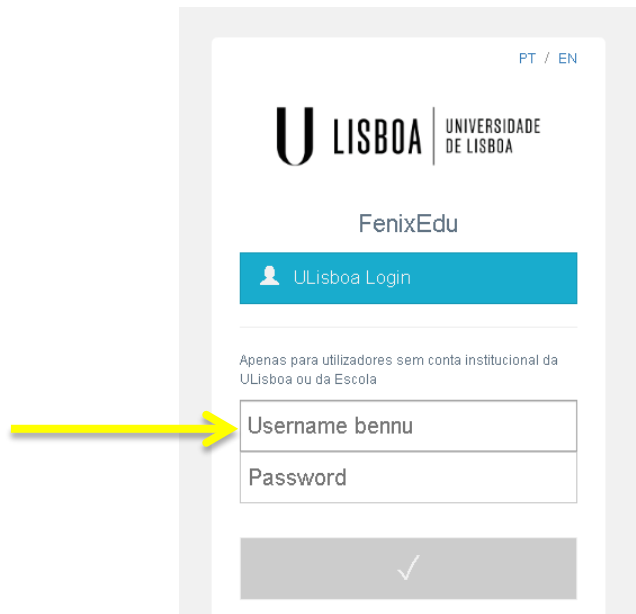 PT / EN
U LISBOA UNIVERSIDADE
DE LISBOA
FenixEdu
ULisboa Login
Apenas para utilizadores sem conta institucional da
ULisboa ou da Escola
Username bennu
Password